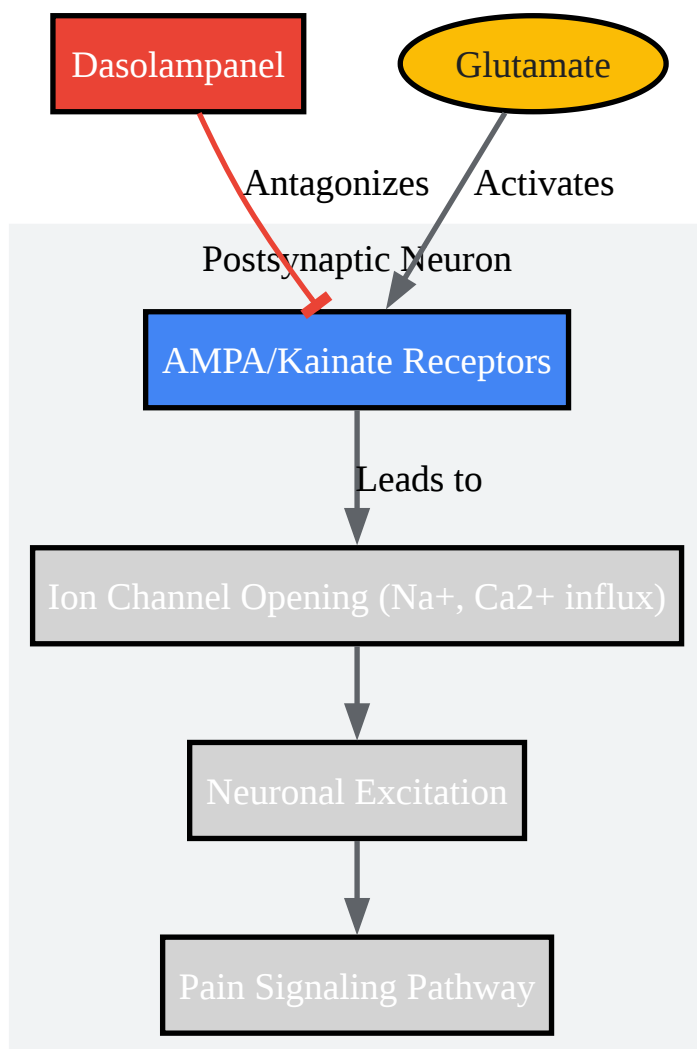 Dasolampanel
Glutamate
Antagonizes
Activates
Postsynaptic Neuron
AMPA/Kainate Receptors
Leads to
Ion Channel Opening (Na+, Ca2+ influx)
Neuronal Excitation
Pain Signaling Pathway